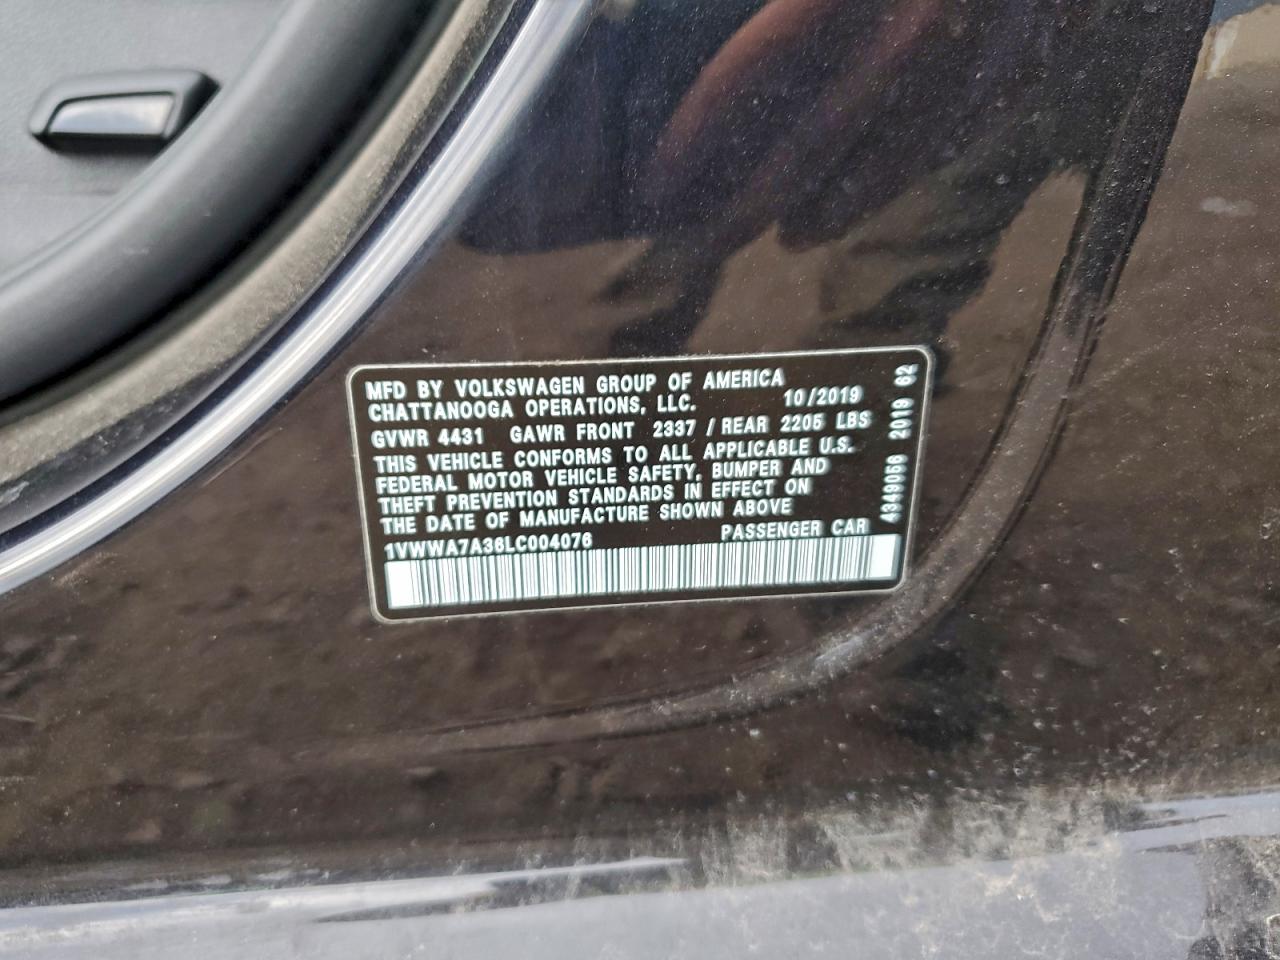 MFD BY VOLKSWAGEN GROUP OF AMERICA
CHATTANOOGA OPERATIONS, LLC. 10/2019
GVWR 4431 GAWR FRONT 2337 / REAR 2205 LBS
THIS VEHICLE CONFORMS TO ALL APPLICABLE U.S.
FEDERAL MOTOR VEHICLE SAFETY, BUMPER AND
THEFT PREVENTION STANDARDS IN EFFECT ON
THE DATE OF MANUFACTURE SHOWN ABOVE
1VWWA7A36LC004076 PASSENGER CAR
4349056 2019 62